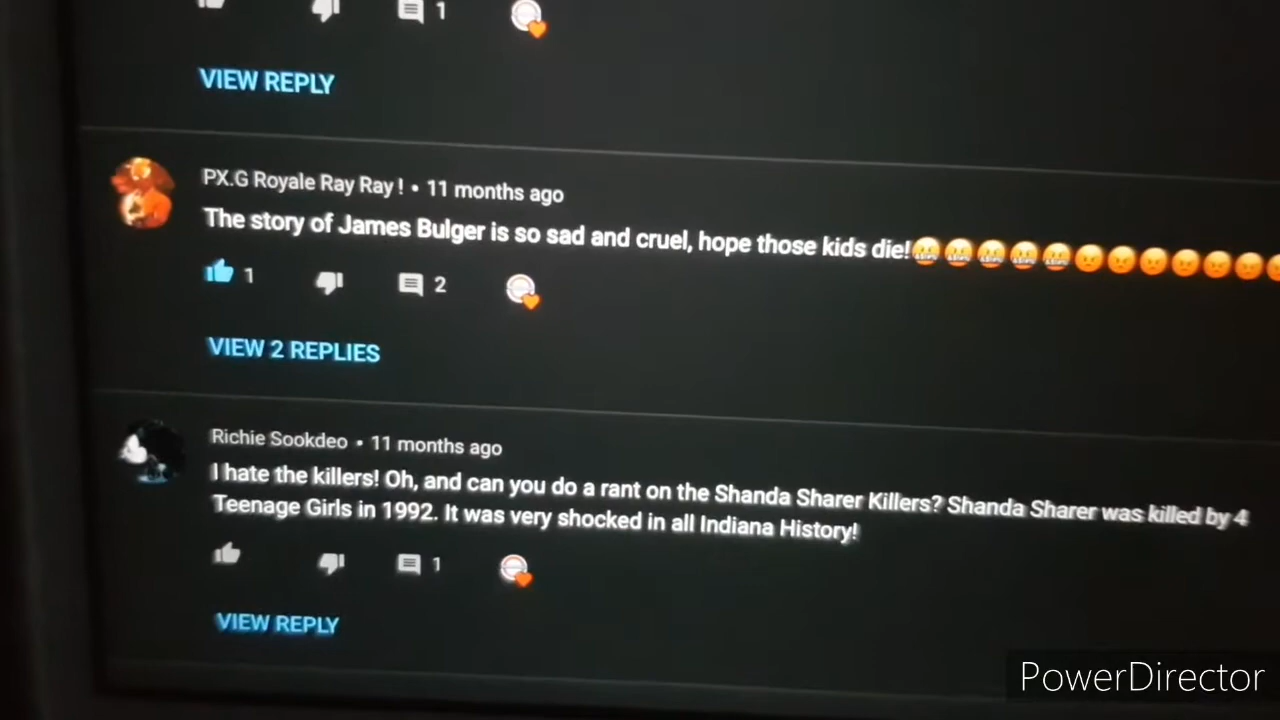 1
VIEW REPLY
PX.G Royale Ray Ray ! • 11 months ago
The story of James Bulger is so sad and cruel, hope those kids die!🤬🤬🤬🤬🤬😡😡😡😡😡😡😡
1 2
VIEW 2 REPLIES
Richie Sookdeo • 11 months ago
I hate the killers! Oh, and can you do a rant on the Shanda Sharer Killers? Shanda Sharer was killed by 4
Teenage Girls in 1992. It was very shocked in all Indiana History!
1
VIEW REPLY
PowerDirector